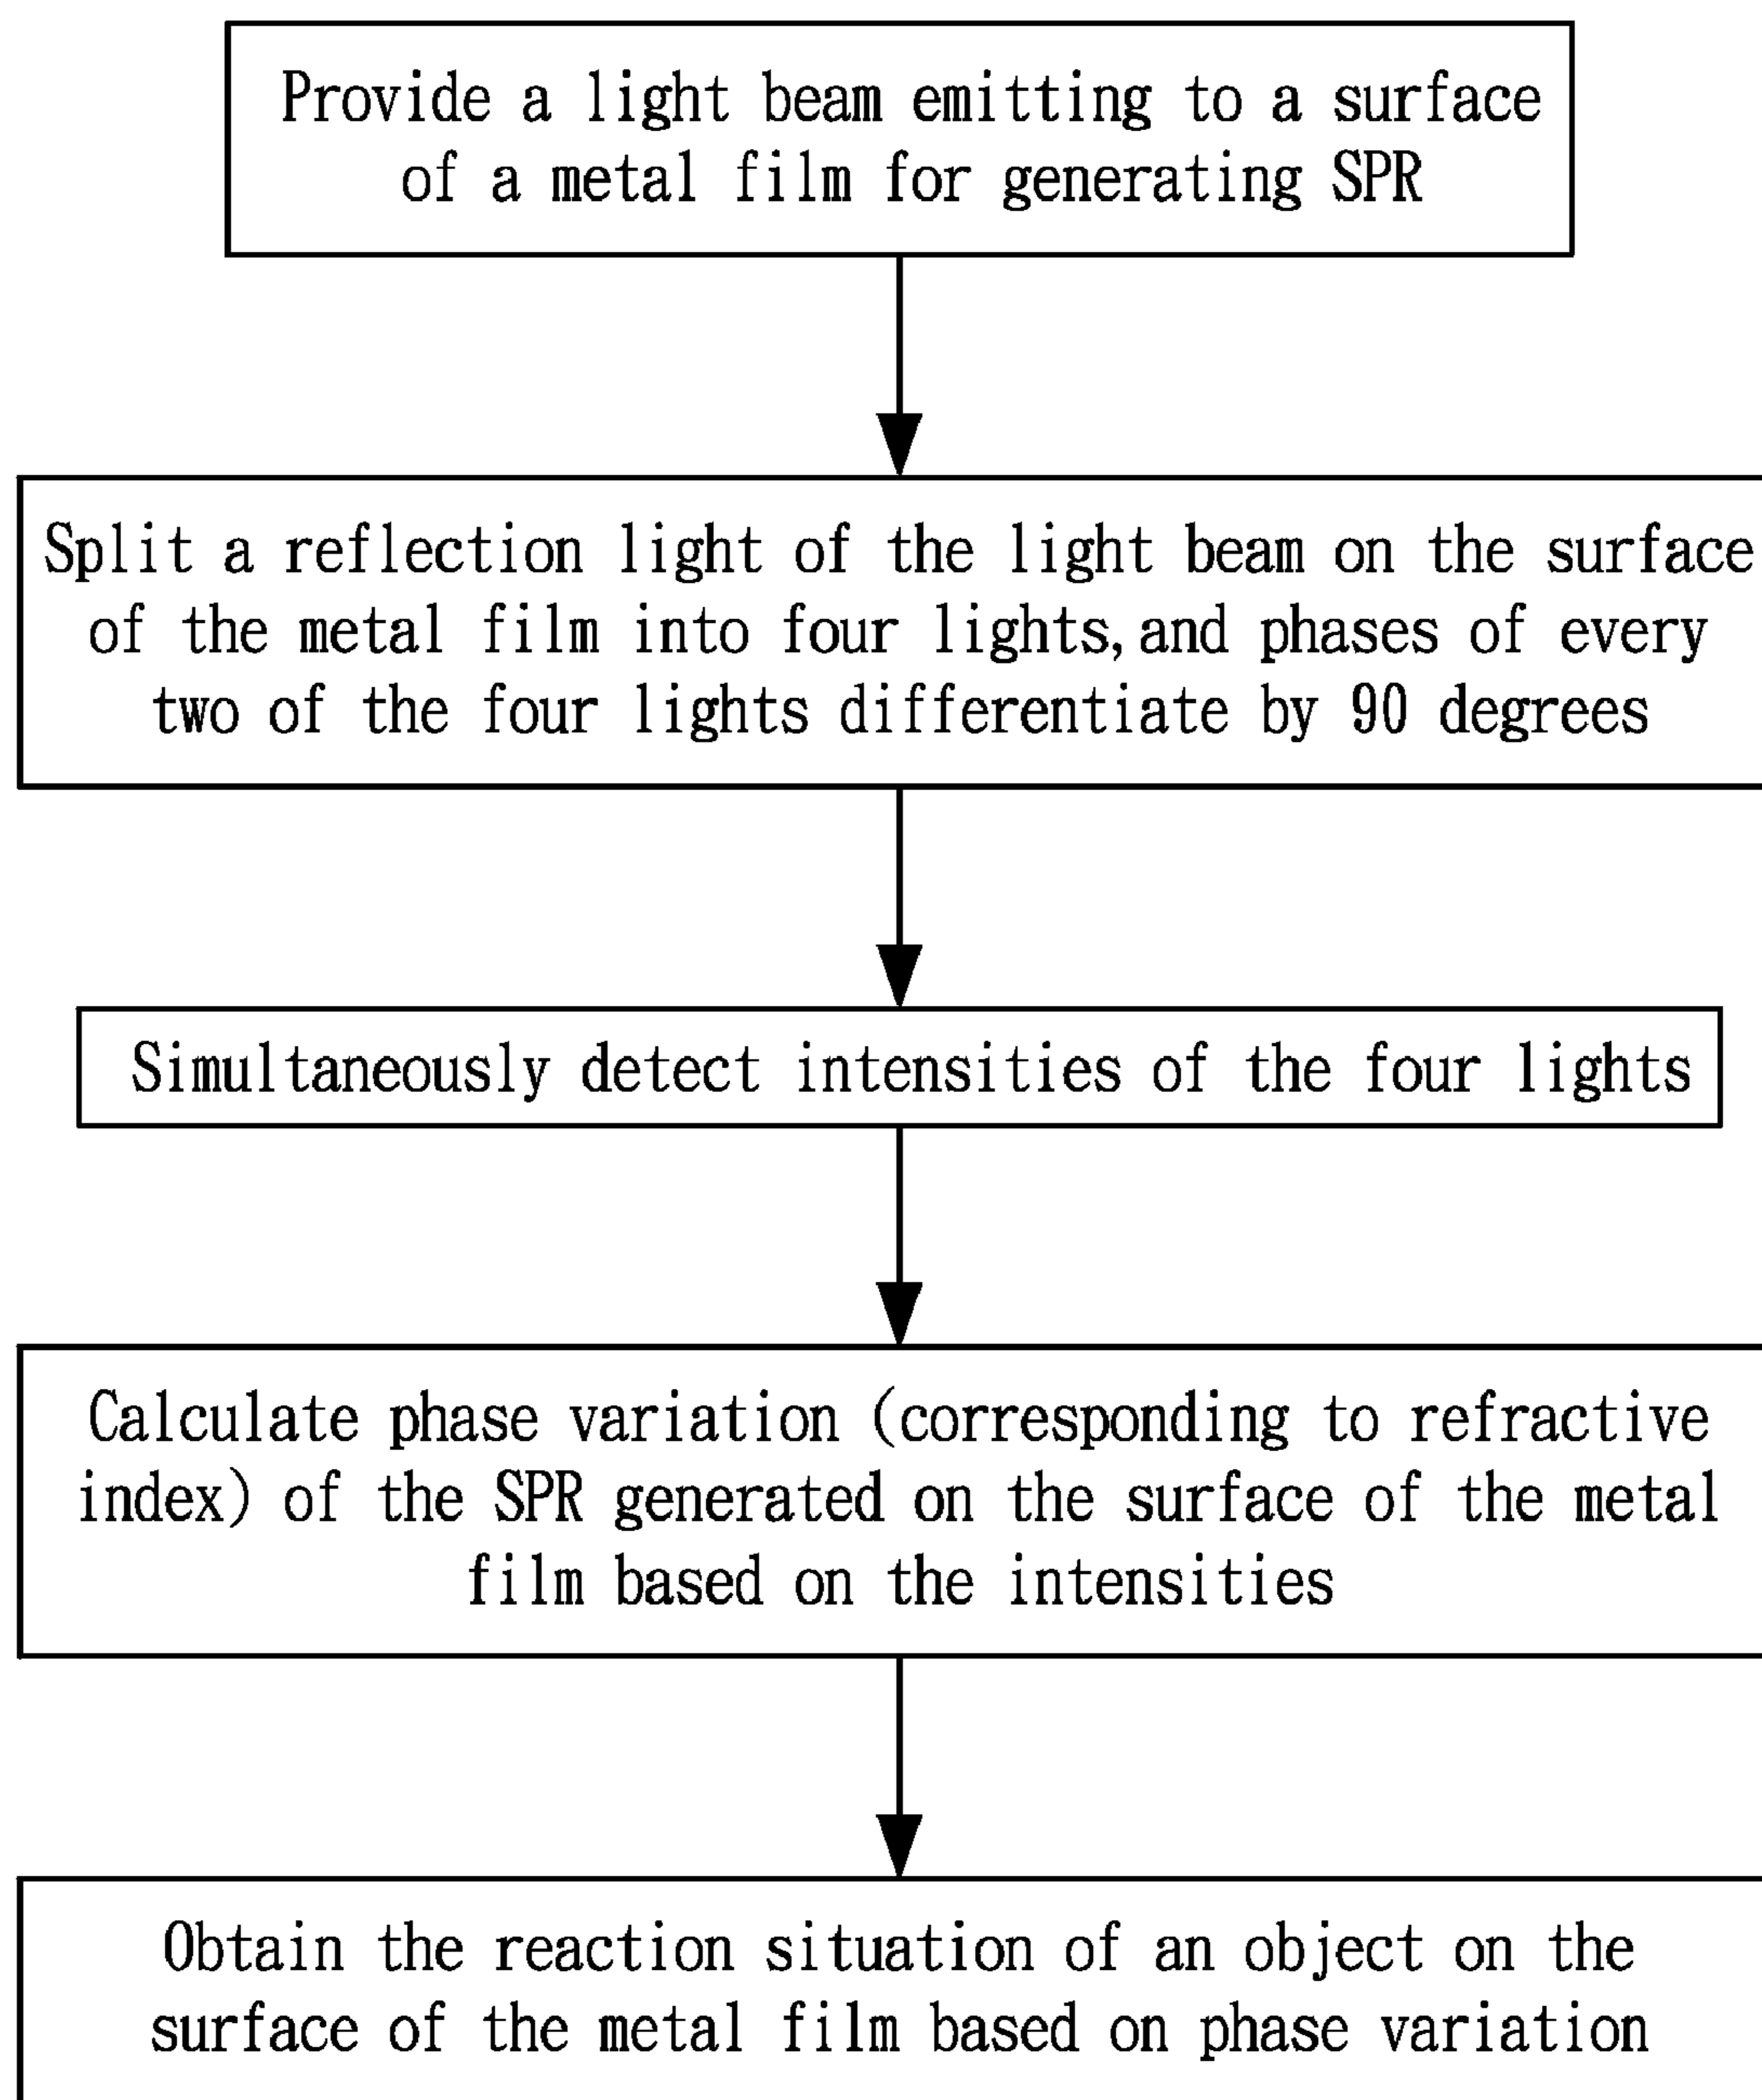 Provide a light beam emitting to a surface
of a metal film for generating SPR
Split a reflection light of the light beam on the surface
of the metal film into four lights,and phases of every
two of the four lights differentiate by 90 degrees
Simultaneously detect intensities of the four lights
Calculate phase variation (corresponding to refractive
index) of the SPR generated on the surface of the metal
film based on the intensities
Obtain the reaction situation of an object on the
surface of the metal film based on phase variation